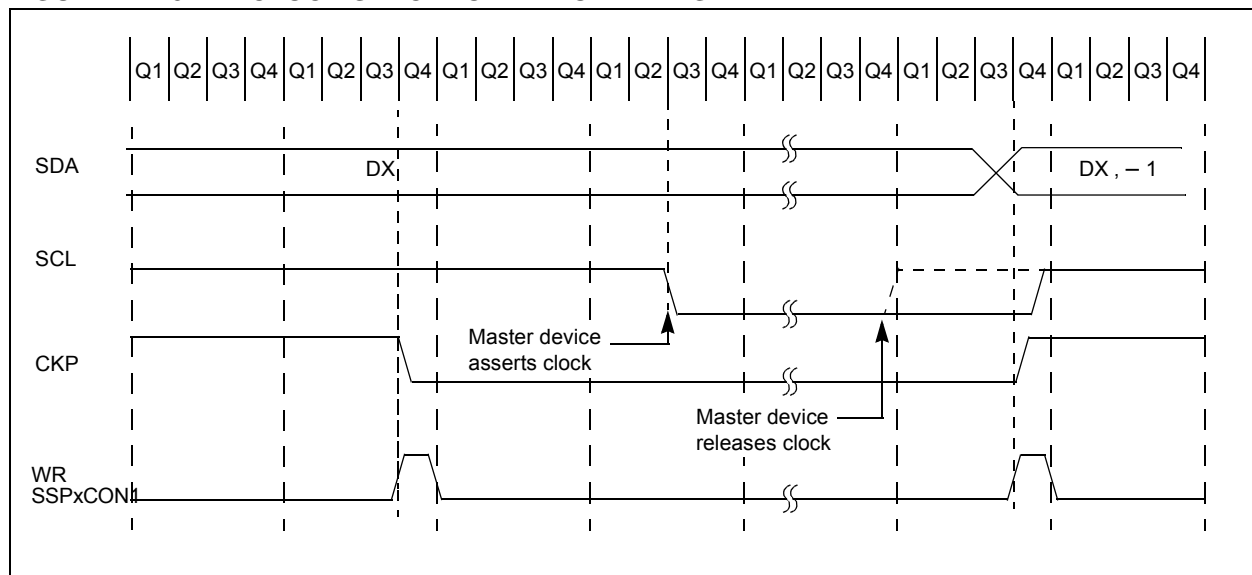 Q1 Q2 Q3 Q4 Q1 Q2 Q3 Q4 Q1 Q2 Q3 Q4 Q1 Q2 Q3 Q4 Q1 Q2 Q3 Q4 Q1 Q2 Q3 Q4 Q1 Q2 Q3 Q4
SDA
DX
DX , – 1
SCL
Master device
asserts clock
CKP
Master device
releases clock
WR
SSPxCON1